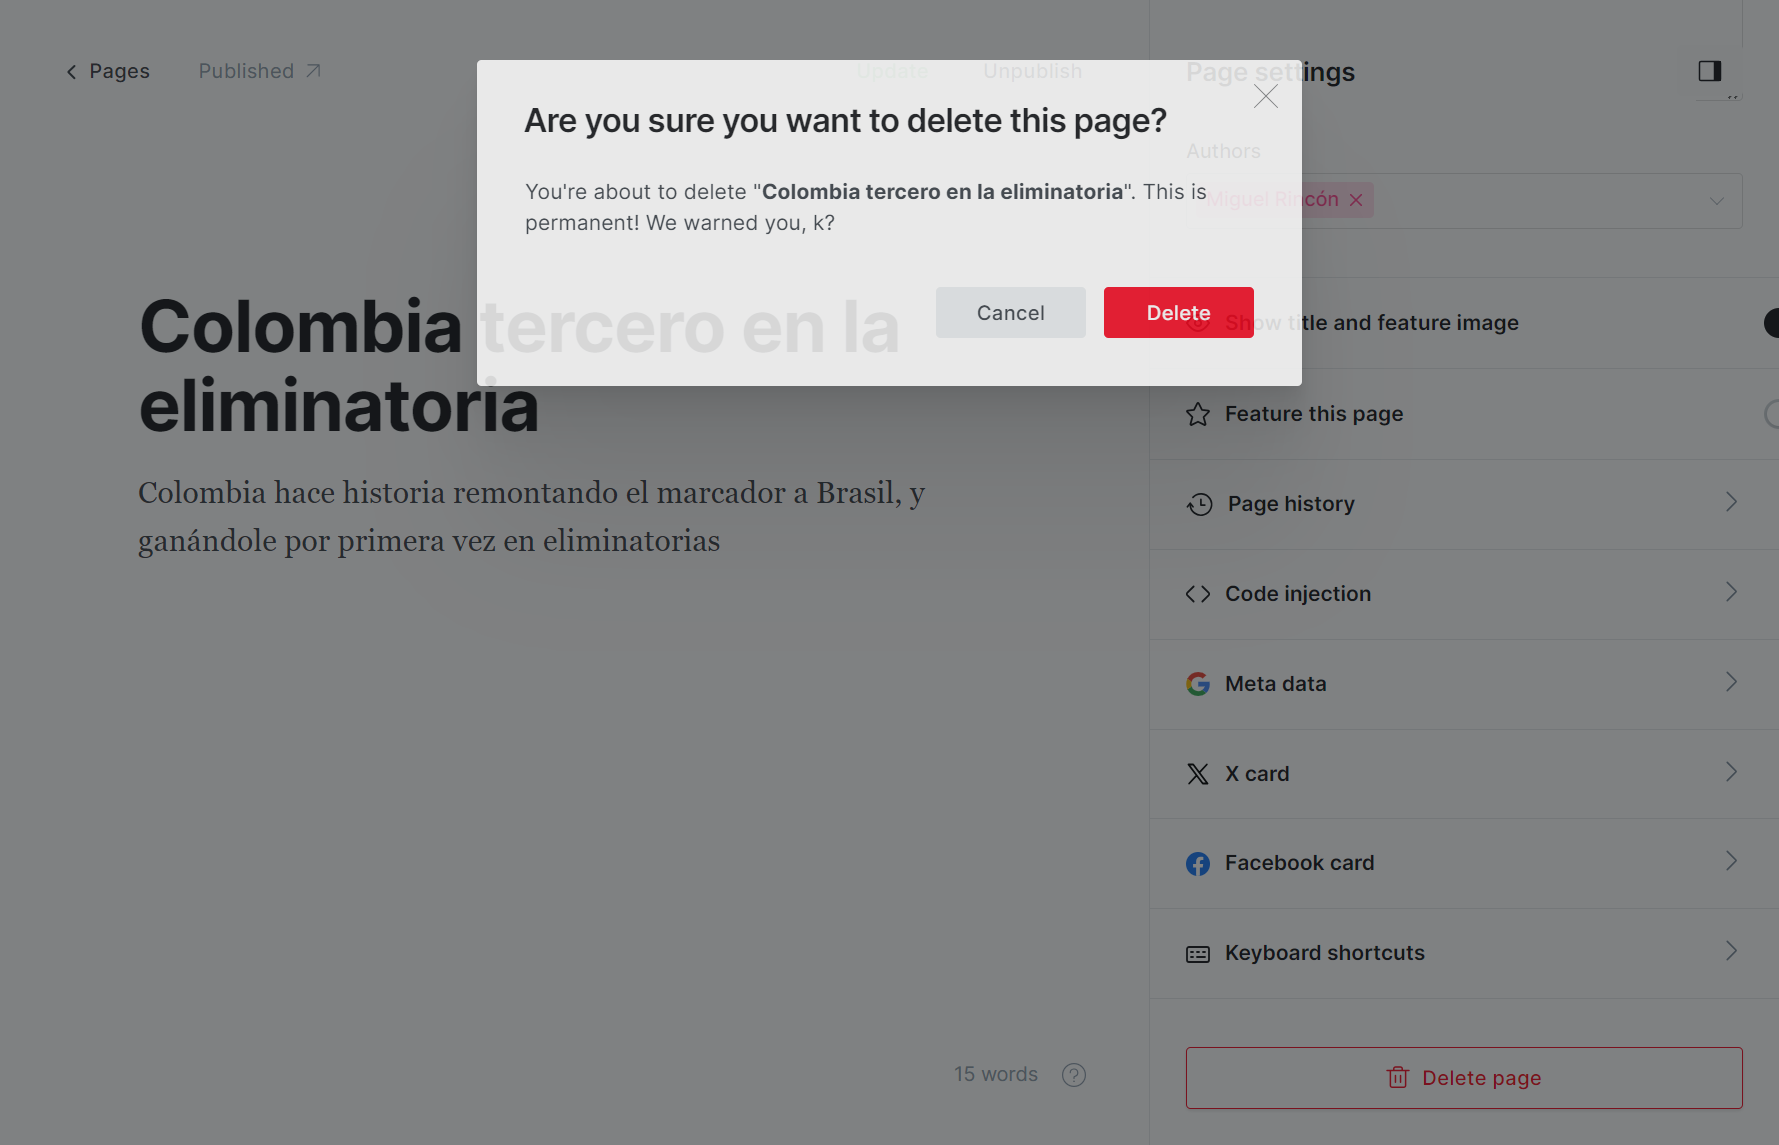 Pages
Published
Update
Unpublish
Page settings
Are you sure you want to delete this page?
You're about to delete "Colombia tercero en la eliminatoria". This is
permanent! We warned you, k?
Cancel
Delete
Colombia tercero en la
eliminatoria
Colombia hace historia remontando el marcador a Brasil, y
ganándole por primera vez en eliminatorias
15 words
Authors
Miguel Rincón
Show title and feature image
Feature this page
Page history
Code injection
Meta data
X card
Facebook card
Keyboard shortcuts
Delete page